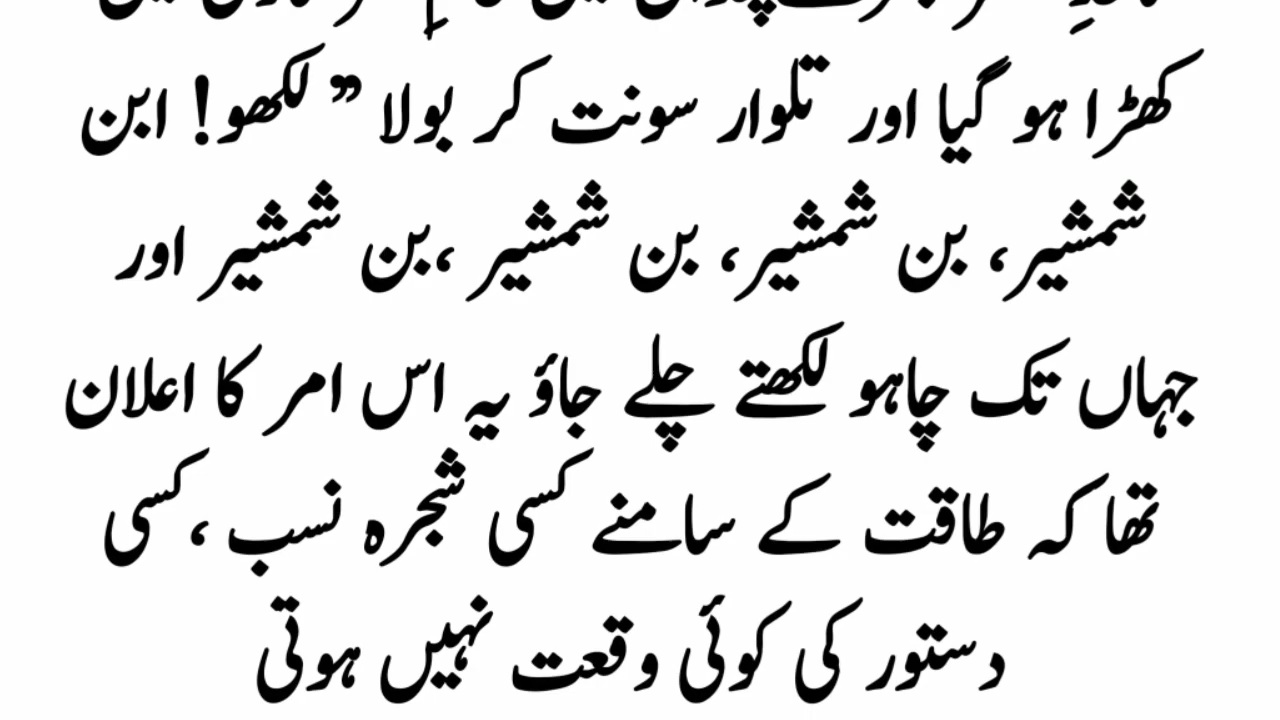 کھڑا ہو گیا اور تلوار سونت کر بولا ” لکھو! ابن
شمشیر، بن شمشیر، بن شمشیر ،بن شمشیر اور
جہاں تک چاہو لکھتے چلے جاؤ یہ اس امر کا اعلان
تھا کہ طاقت کے سامنے کسی شجرہ نسب ،کسی
دستور کی کوئی وقعت نہیں ہوتی